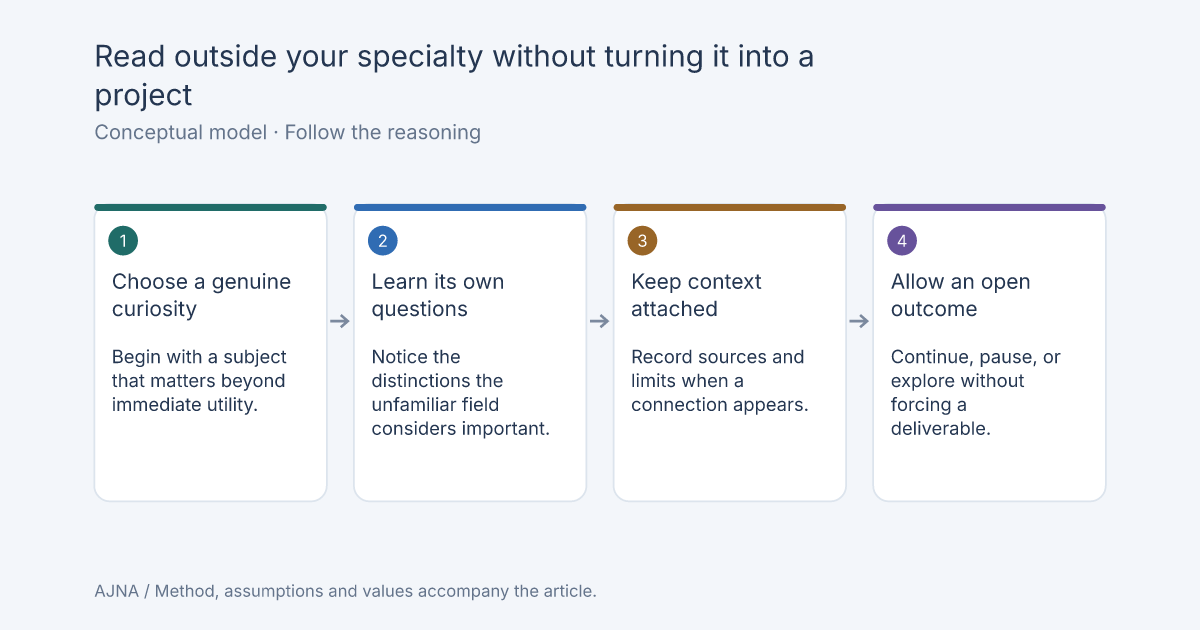 Read outside your specialty without turning it into a
project
Conceptual model · Follow the reasoning
1
Choose a genuine
curiosity
Begin with a subject
that matters beyond
immediate utility.
2
Learn its own
questions
Notice the
distinctions the
unfamiliar field
considers important.
3
Keep context
attached
Record sources and
limits when a
connection appears.
4
Allow an open
outcome
Continue, pause, or
explore without
forcing a
deliverable.
AJNA / Method, assumptions and values accompany the article.